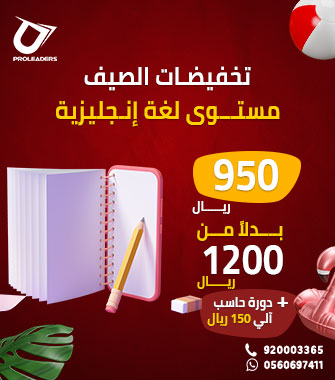 PROLEADERS
تخفيضات الصيف
مستوى لغة إنجليزية
950
ريال
بدلاً من
1200
ريال
+ دورة حاسب
آلي 150 ريال
920003365
0560697411